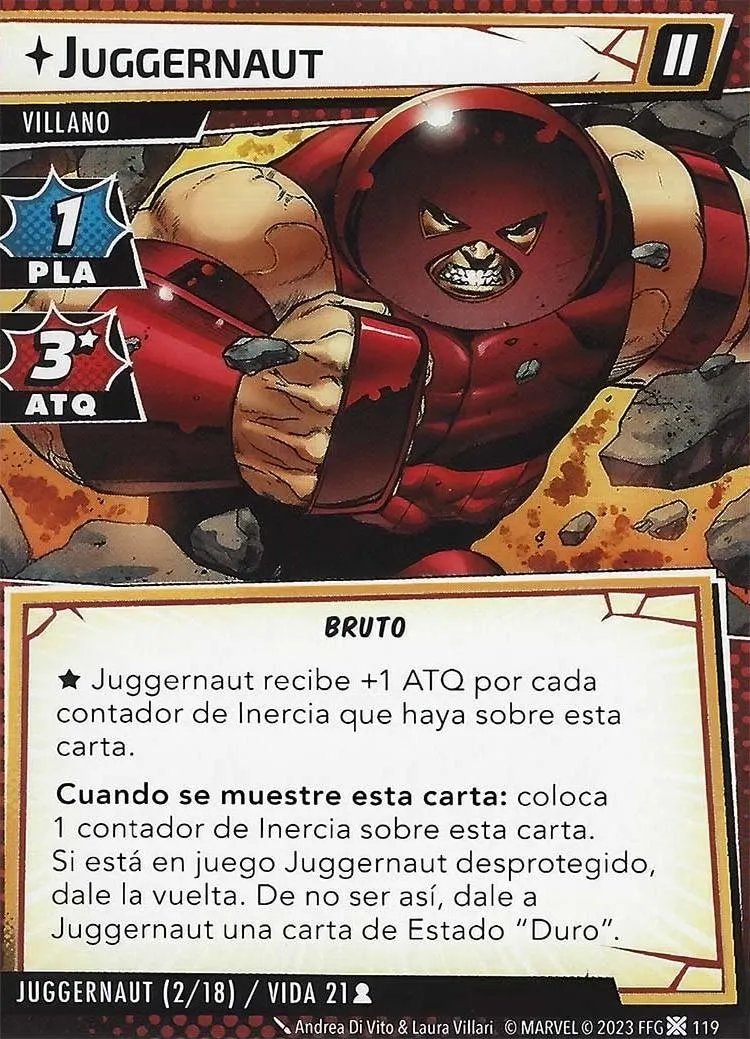 JUGGERNAUT
II
VILLANO
1
PLA
3★
ATQ
BRUTO
★ Juggernaut recibe +1 ATQ por cada
contador de Inercia que haya sobre esta
carta.
Cuando se muestre esta carta: coloca
1 contador de Inercia sobre esta carta.
Si está en juego Juggernaut desprotegido,
dale la vuelta. De no ser así, dale a
Juggernaut una carta de Estado "Duro".
JUGGERNAUT (2/18) / VIDA 21
Andrea Di Vito & Laura Villari © MARVEL © 2023 FFG 119